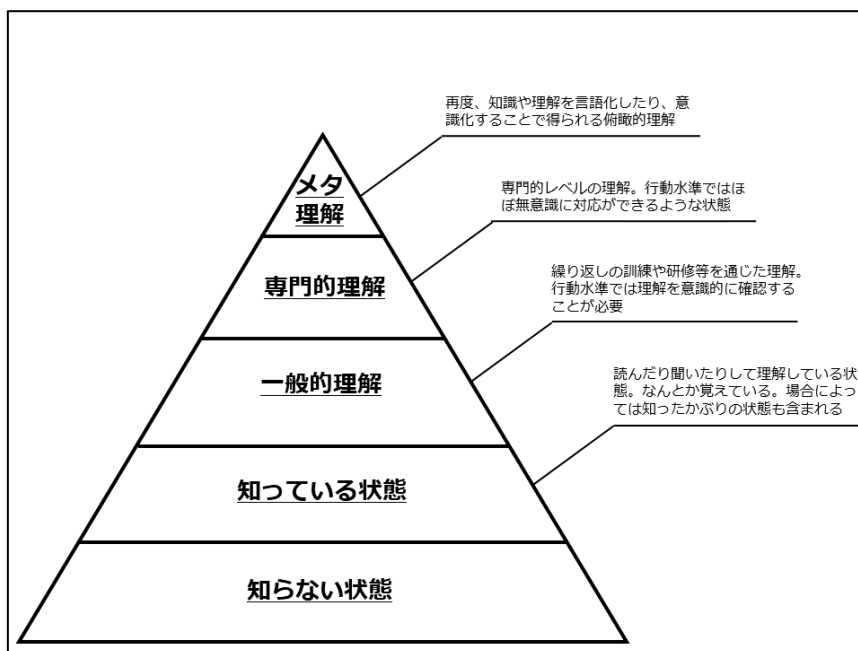 再度、知識や理解を言語化したり、意
識化することで得られる俯瞰的理解
メタ
理解
専門的レベルの理解。行動水準ではほ
ぼ無意識に対応ができるような状態
専門的理解
繰り返しの訓練や研修等を通じた理解。
行動水準では理解を意識的に確認する
ことが必要
一般的理解
読んだり聞いたりして理解している状
態。なんとか覚えている。場合によっ
ては知ったかぶりの状態も含まれる
知っている状態
知らない状態